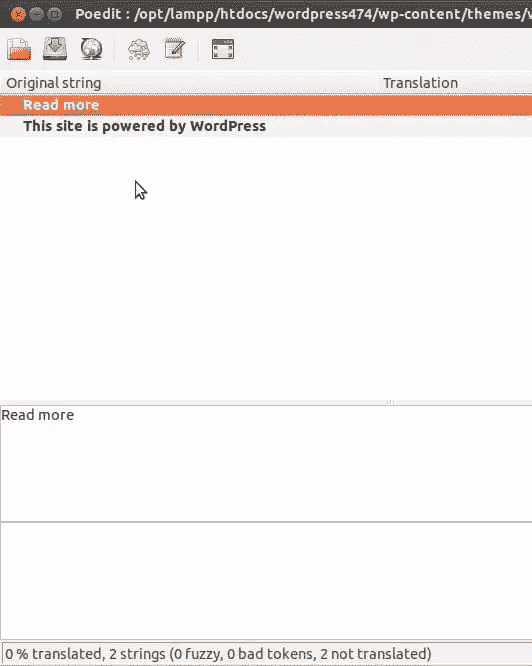 Poedit : /opt/lampp/htdocs/wordpress474/wp-content/themes/
Original string Translation
Read more
This site is powered by WordPress
Read more
0 % translated, 2 strings (0 fuzzy, 0 bad tokens, 2 not translated)